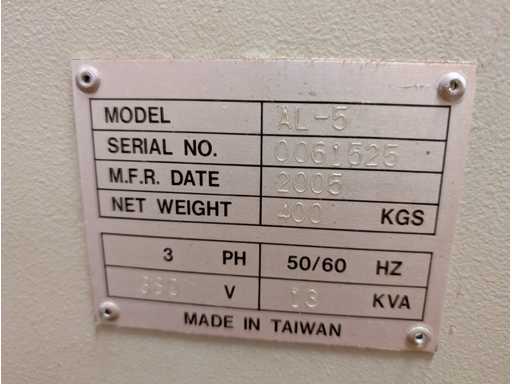 MODEL AL-5
SERIAL NO. 0061525
M.F.R. DATE 2005
NET WEIGHT 400 KGS
3 PH 50/60 HZ
V 13 KVA
MADE IN TAIWAN